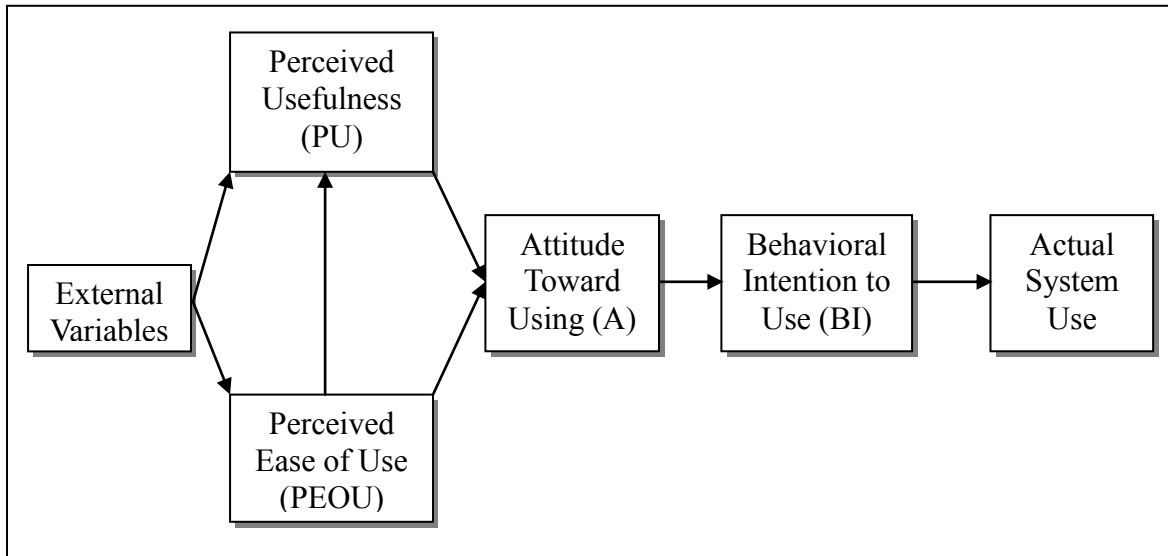 Perceived
Usefulness
(PU)
External
Variables
Perceived
Ease of Use
(PEOU)
Attitude
Toward
Using (A)
Behavioral
Intention to
Use (BI)
Actual
System
Use